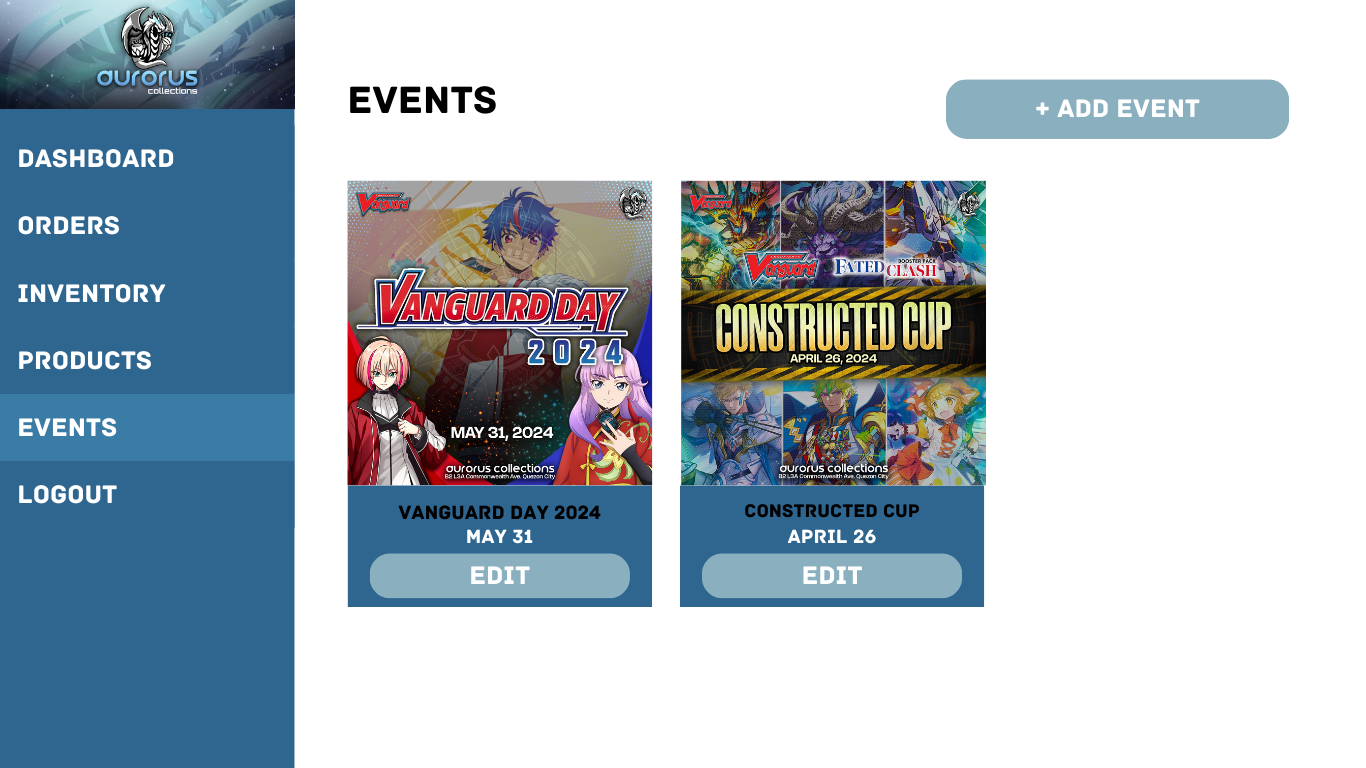 aurorus
collections
DASHBOARD
ORDERS
INVENTORY
PRODUCTS
EVENTS
LOGOUT
EVENTS
+ ADD EVENT
Vanguard
VANGUARD DAY
2024
MAY 31, 2024
aurorus collections
B2 L3A Commonwealth Ave. Quezon City
VANGUARD DAY 2024
MAY 31
EDIT
Vanguard
Vanguard
BOOSTER PACK
FATED CLASH
CONSTRUCTED CUP
APRIL 26, 2024
aurorus collections
B2 L3A Commonwealth Ave. Quezon City
CONSTRUCTED CUP
APRIL 26
EDIT